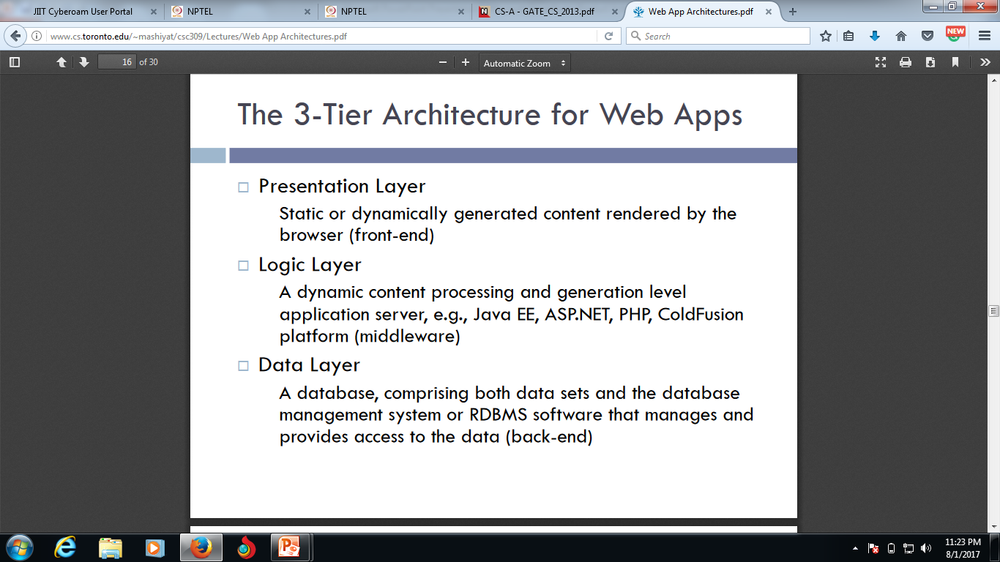 JIIT Cyberoam User Portal
NPTEL
NPTEL
CS-A - GATE_CS_2013.pdf
Web App Architectures.pdf
www.cs.toronto.edu/~mashiyat/csc309/Lectures/Web App Architectures.pdf
Search
NEW
16 of 30
Automatic Zoom
The 3-Tier Architecture for Web Apps
Presentation Layer
Static or dynamically generated content rendered by the
browser (front-end)
Logic Layer
A dynamic content processing and generation level
application server, e.g., Java EE, ASP.NET, PHP, ColdFusion
platform (middleware)
Data Layer
A database, comprising both data sets and the database
management system or RDBMS software that manages and
provides access to the data (back-end)
11:23 PM
8/1/2017